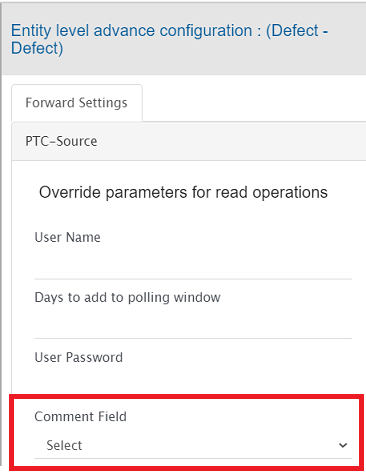 Entity level advance configuration : (Defect -
Defect)
Forward Settings
PTC-Source
Override parameters for read operations
User Name
Days to add to polling window
User Password
Comment Field
Select